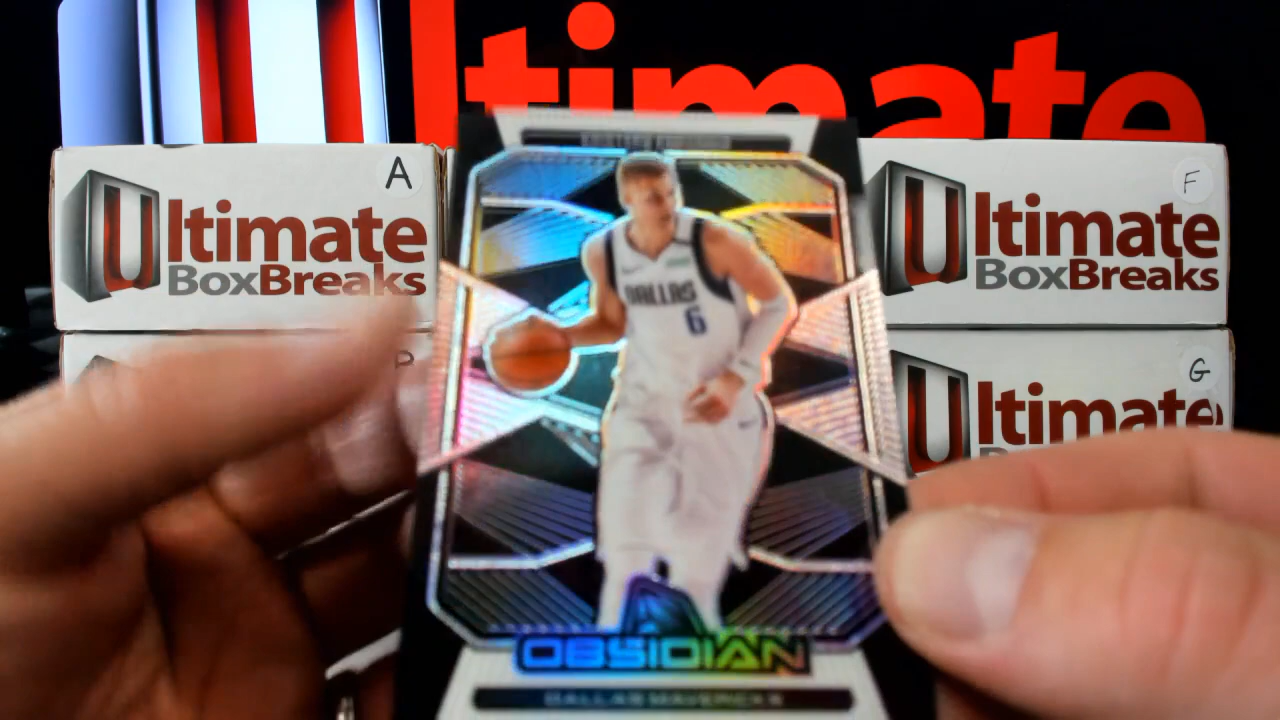 Ultimate
A
Ultimate
BoxBreaks
F
Ultimate
BoxBreaks
DALLAS
6
G
Ultimate
OBSIDIAN
DALLAS MAVERICKS